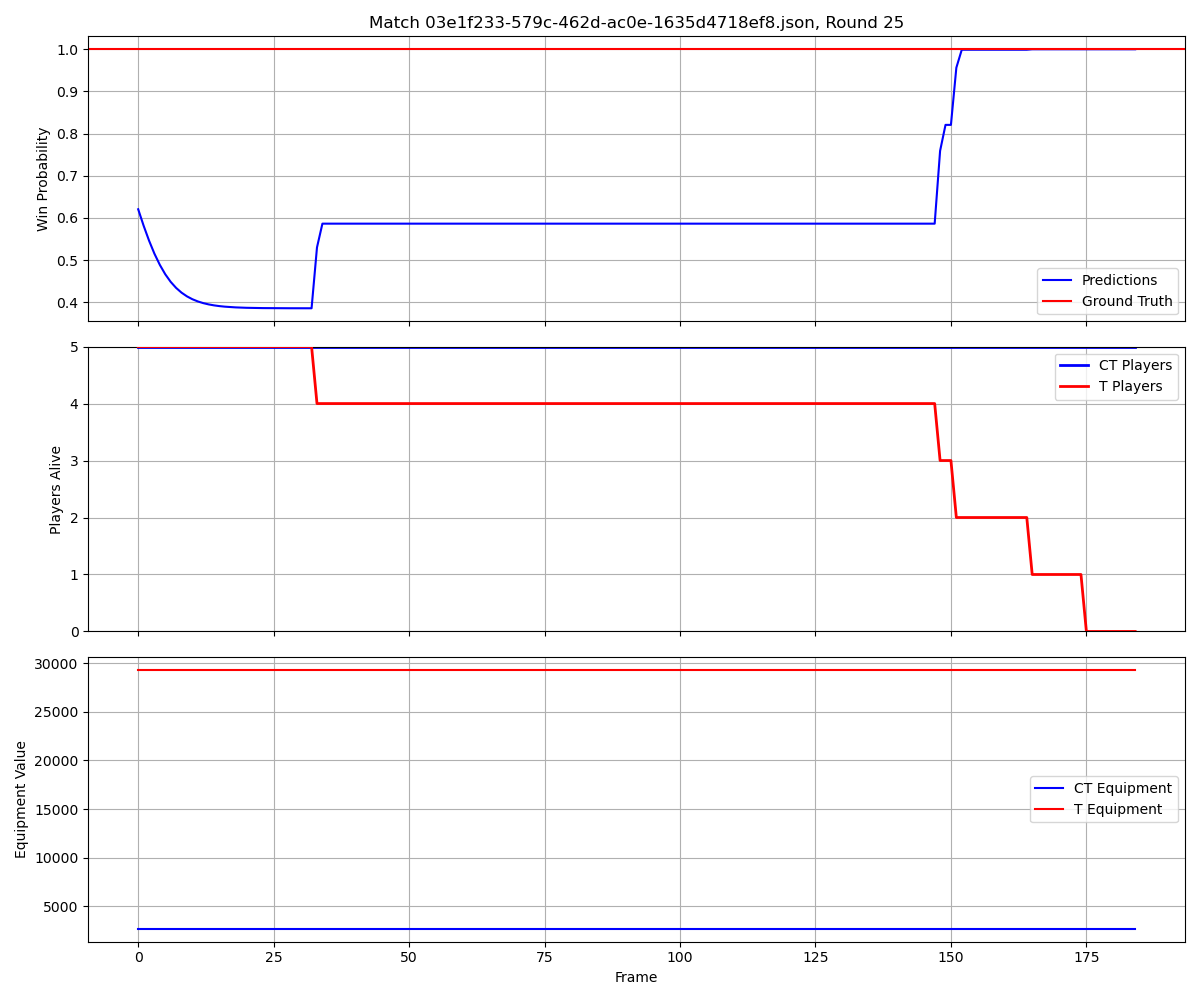 Match 03e1f233-579c-462d-ac0e-1635d4718ef8.json, Round 25
1.0
0.9
0.8
0.7
0.6
0.5
0.4
Win Probability
Predictions
Ground Truth
5
4
3
2
1
0
Players Alive
CT Players
T Players
30000
25000
20000
15000
10000
5000
Equipment Value
CT Equipment
T Equipment
0 25 50 75 100 125 150 175
Frame